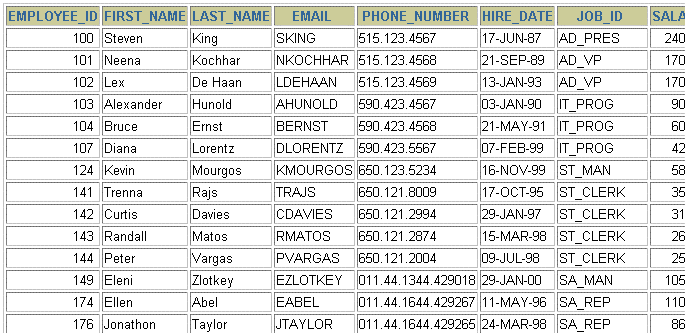 EMPLOYEE_ID FIRST_NAME LAST_NAME EMAIL PHONE_NUMBER HIRE_DATE JOB_ID SALA
100 Steven King SKING 515.123.4567 17-JUN-87 AD_PRES 240
101 Neena Kochhar NKOCHHAR 515.123.4568 21-SEP-89 AD_VP 170
102 Lex De Haan LDEHAAN 515.123.4569 13-JAN-93 AD_VP 170
103 Alexander Hunold AHUNOLD 590.423.4567 03-JAN-90 IT_PROG 90
104 Bruce Ernst BERNST 590.423.4568 21-MAY-91 IT_PROG 60
107 Diana Lorentz DLORENTZ 590.423.5567 07-FEB-99 IT_PROG 42
124 Kevin Mourgos KMOURGOS 650.123.5234 16-NOV-99 ST_MAN 58
141 Trenna Rajs TRAJS 650.121.8009 17-OCT-95 ST_CLERK 35
142 Curtis Davies CDAVIES 650.121.2994 29-JAN-97 ST_CLERK 31
143 Randall Matos RMATOS 650.121.2874 15-MAR-98 ST_CLERK 26
144 Peter Vargas PVARGAS 650.121.2004 09-JUL-98 ST_CLERK 25
149 Eleni Zlotkey EZLOTKEY 011.44.1344.429018 29-JAN-00 SA_MAN 105
174 Ellen Abel EABEL 011.44.1644.429267 11-MAY-96 SA_REP 110
176 Jonathon Taylor JTAYLOR 011.44.1644.429265 24-MAR-98 SA_REP 86